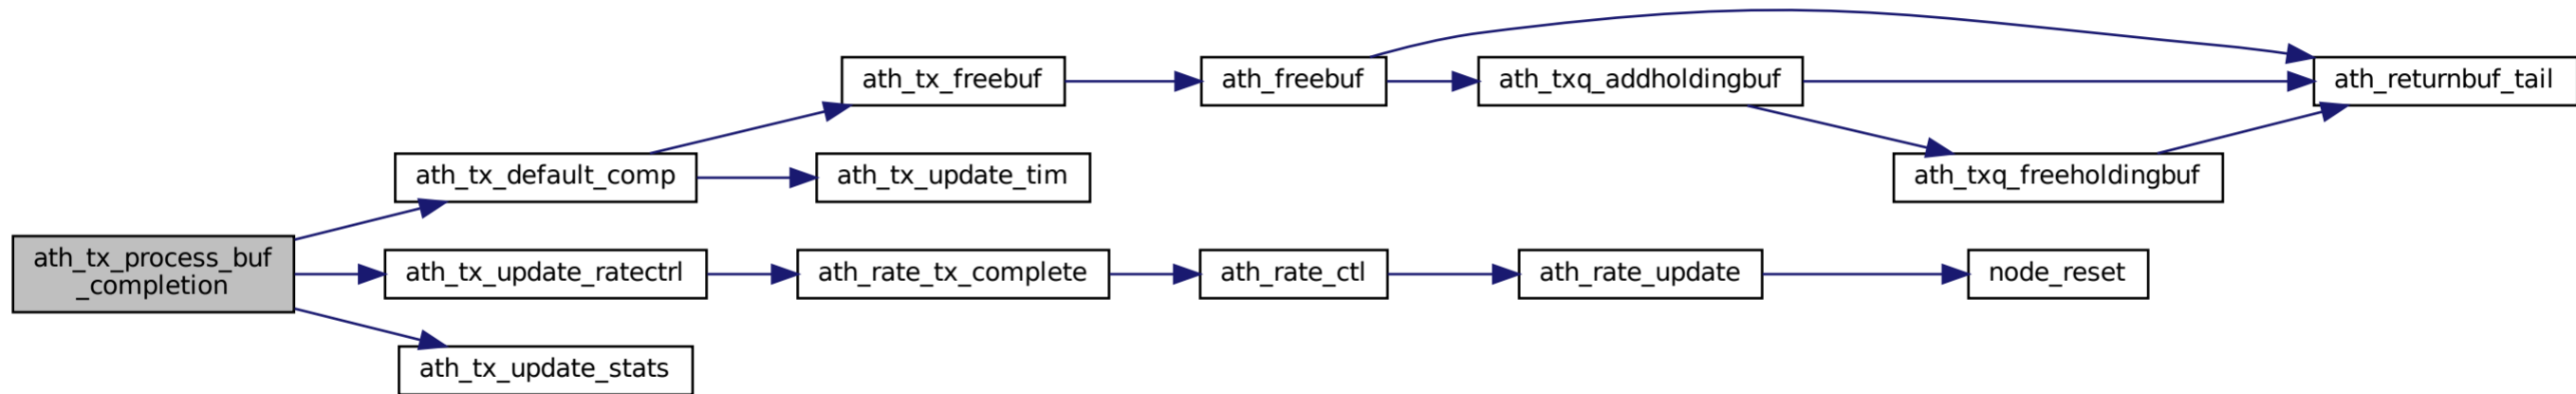 ath_tx_freebuf
ath_freebuf
ath_txq_addholdingbuf
ath_returnbuf_tail
ath_tx_default_comp
ath_tx_update_tim
ath_txq_freeholdingbuf
ath_tx_process_buf
_completion
ath_tx_update_ratectrl
ath_rate_tx_complete
ath_rate_ctl
ath_rate_update
node_reset
ath_tx_update_stats